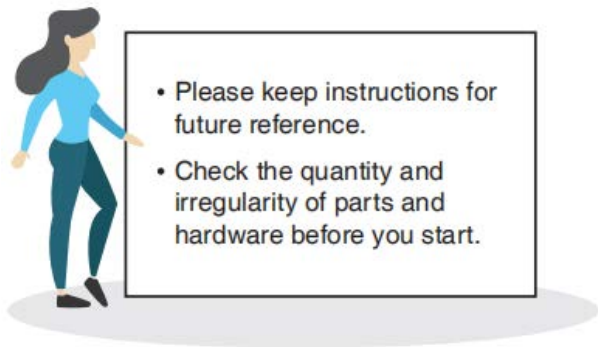 • Please keep instructions for
future reference.
• Check the quantity and
irregularity of parts and
hardware before you start.